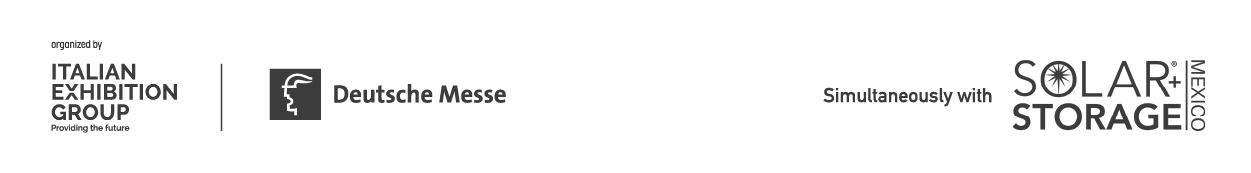 organized by
ITALIAN
EXHIBITION
GROUP
Providing the future
Deutsche Messe
Simultaneously with
SOLAR®+
STORAGE
MEXICO